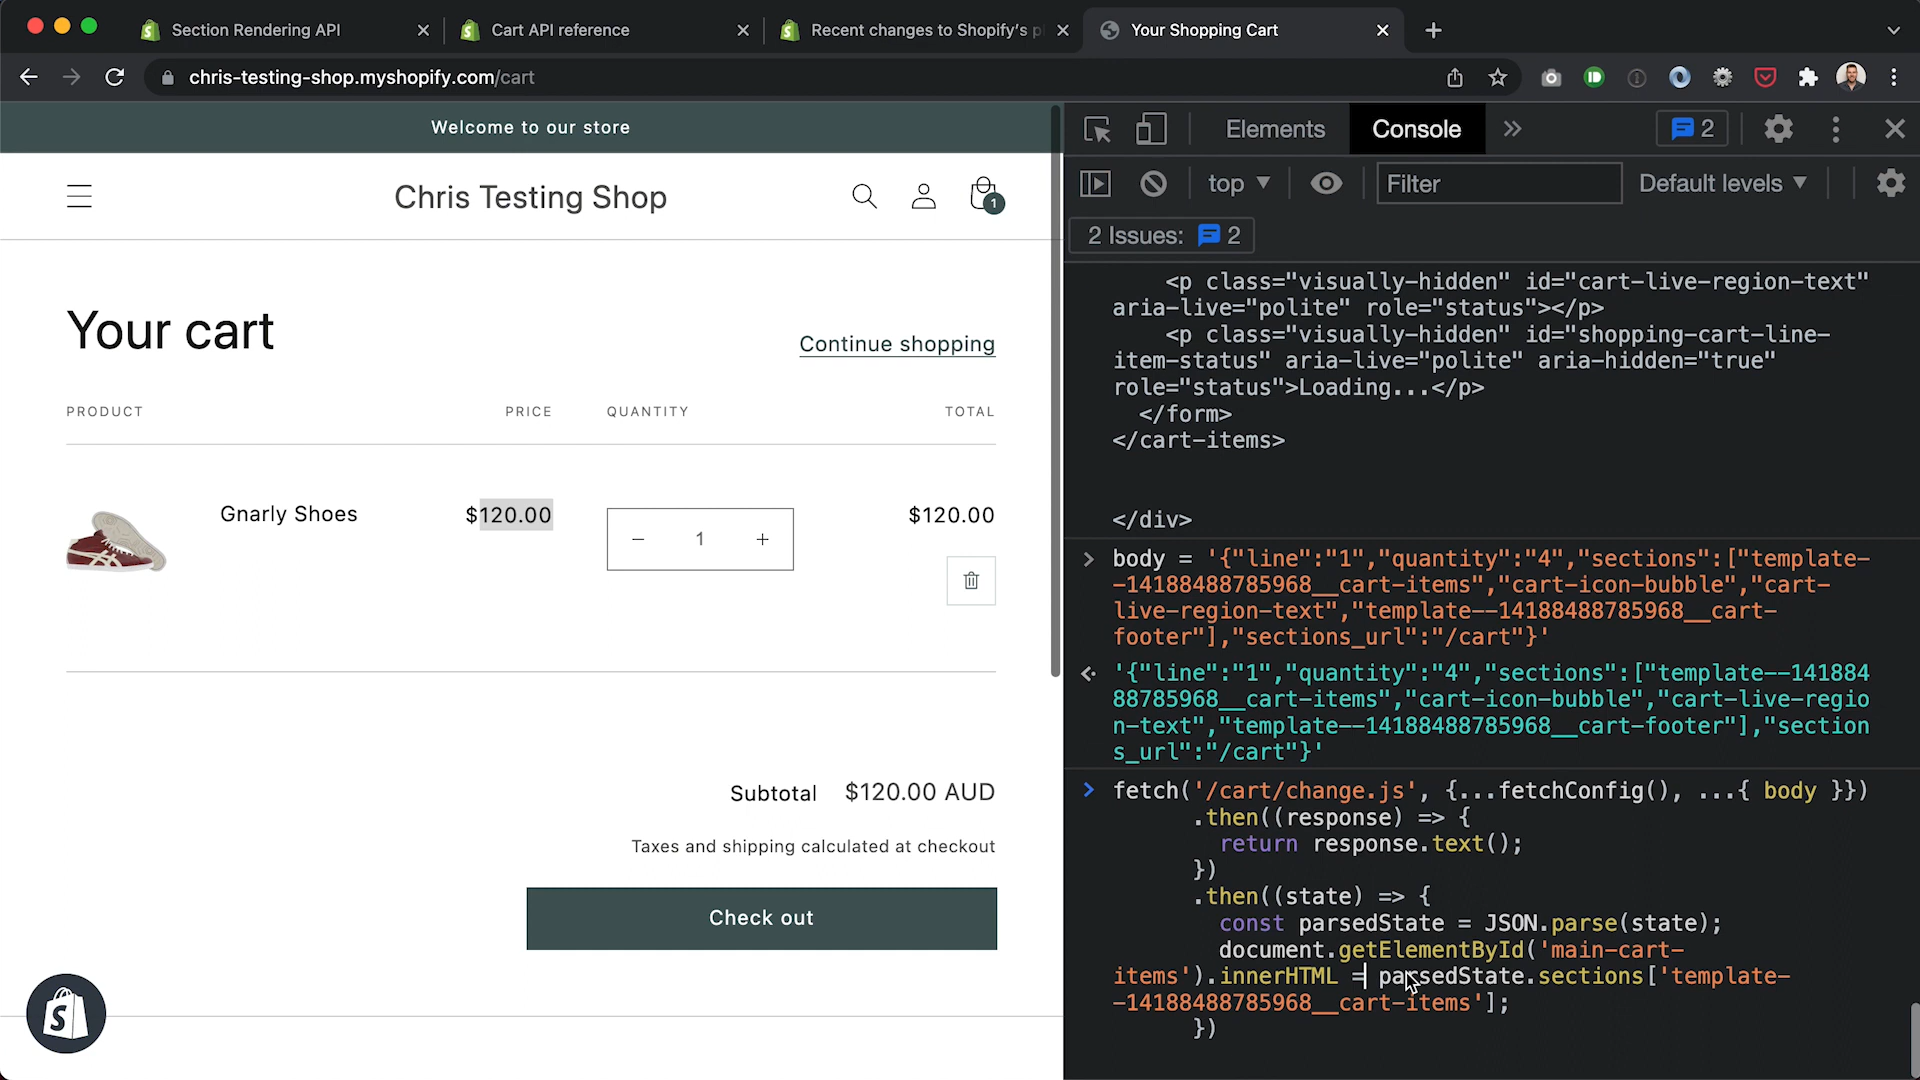 Section Rendering API
Cart API reference
Recent changes to Shopify's pl
Your Shopping Cart
chris-testing-shop.myshopify.com/cart
Welcome to our store
Chris Testing Shop
1
Your cart
Continue shopping
PRODUCT PRICE QUANTITY TOTAL
Gnarly Shoes $120.00 − 1 + $120.00
Subtotal $120.00 AUD
Taxes and shipping calculated at checkout
Check out
Elements Console 2
top Filter Default levels
2 Issues: 2
<p class="visually-hidden" id="cart-live-region-text"
aria-live="polite" role="status"></p>
<p class="visually-hidden" id="shopping-cart-line-
item-status" aria-live="polite" aria-hidden="true"
role="status">Loading...</p>
</form>
</cart-items>
</div>
body = '{"line":"1","quantity":"4","sections":["template-
-14188488785968__cart-items","cart-icon-bubble","cart-
live-region-text","template--14188488785968__cart-
footer"],"sections_url":"/cart"}'
'{"line":"1","quantity":"4","sections":["template--141884
88785968__cart-items","cart-icon-bubble","cart-live-regio
n-text","template--14188488785968__cart-footer"],"section
s_url":"/cart"}'
fetch('/cart/change.js', {...fetchConfig(), ...{ body }})
.then((response) => {
return response.text();
})
.then((state) => {
const parsedState = JSON.parse(state);
document.getElementById('main-cart-
items').innerHTML = parsedState.sections['template-
-14188488785968__cart-items'];
})